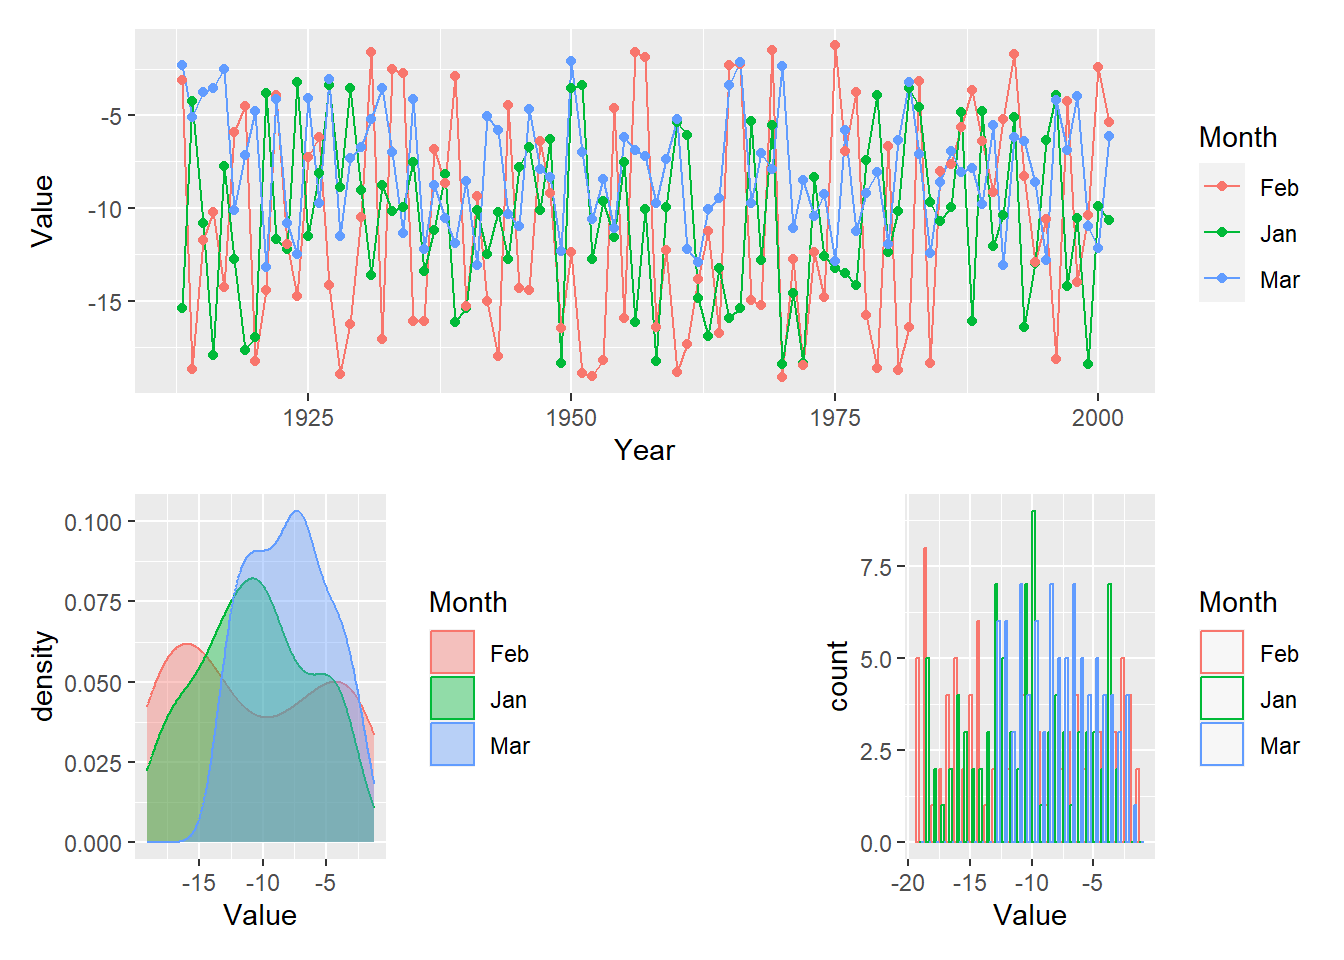 Value
-5
-10
-15
1925 1950 1975 2000
Year
Month
Feb
Jan
Mar
density
0.100
0.075
0.050
0.025
0.000
-15 -10 -5
Value
Month
Feb
Jan
Mar
count
7.5
5.0
2.5
0.0
-20 -15 -10 -5
Value
Month
Feb
Jan
Mar